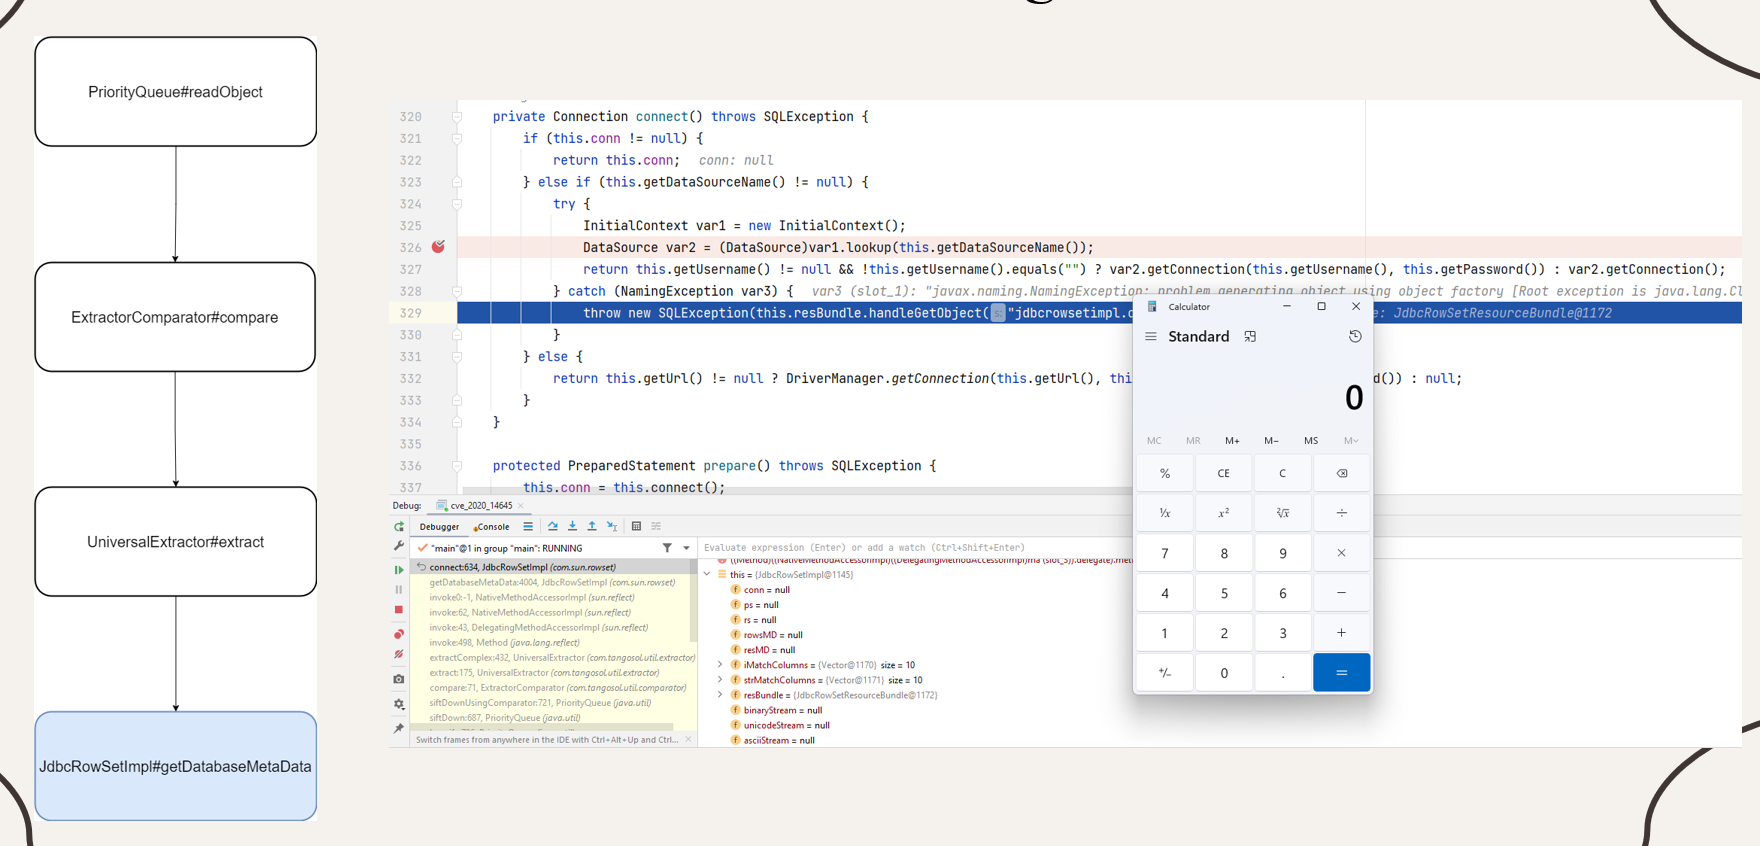 PriorityQueue#readObject
ExtractorComparator#compare
UniversalExtractor#extract
JdbcRowSetImpl#getDatabaseMetaData
320 private Connection connect() throws SQLException {
321 if (this.conn != null) {
322 return this.conn; conn: null
323 } else if (this.getDataSourceName() != null) {
324 try {
325 InitialContext var1 = new InitialContext();
326 DataSource var2 = (DataSource)var1.lookup(this.getDataSourceName());
327 return this.getUsername() != null && !this.getUsername().equals("") ? var2.getConnection(this.getUsername(), this.getPassword()) : var2.getConnection();
328 } catch (NamingException var3) { var3 (slot_1): "javax.naming.NamingException: problem generating object using object factory [Root exception is java.lang.Cl
329 throw new SQLException(this.resBundle.handleGetObject( s: "jdbcrowsetimpl.c e: JdbcRowSetResourceBundle@1172
330 }
331 } else {
332 return this.getUrl() != null ? DriverManager.getConnection(this.getUrl(), thi d()) : null;
333 }
334 }
335
336 protected PreparedStatement prepare() throws SQLException {
337 this.conn = this.connect();
Debug: cve_2020_14645
Debugger Console
"main"@1 in group "main": RUNNING
connect:634, JdbcRowSetImpl (com.sun.rowset)
getDatabaseMetaData:4004, JdbcRowSetImpl (com.sun.rowset)
invoke0:-1, NativeMethodAccessorImpl (sun.reflect)
invoke:62, NativeMethodAccessorImpl (sun.reflect)
invoke:43, DelegatingMethodAccessorImpl (sun.reflect)
invoke:498, Method (java.lang.reflect)
extractComplex:432, UniversalExtractor (com.tangosol.util.extractor)
extract:175, UniversalExtractor (com.tangosol.util.extractor)
compare:71, ExtractorComparator (com.tangosol.util.comparator)
siftDownUsingComparator:721, PriorityQueue (java.util)
siftDown:687, PriorityQueue (java.util)
Switch frames from anywhere in the IDE with Ctrl+Alt+Up and Ctrl...
Evaluate expression (Enter) or add a watch (Ctrl+Shift+Enter)
this = {JdbcRowSetImpl@1145}
conn = null
ps = null
rs = null
rowsMD = null
resMD = null
iMatchColumns = {Vector@1170} size = 10
strMatchColumns = {Vector@1171} size = 10
resBundle = {JdbcRowSetResourceBundle@1172}
binaryStream = null
unicodeStream = null
asciiStream = null
Calculator
Standard
0
MC MR M+ M− MS M˅
% CE C
¹/x x² ²√x ÷
7 8 9 ×
4 5 6 −
1 2 3 +
+/− 0 . =